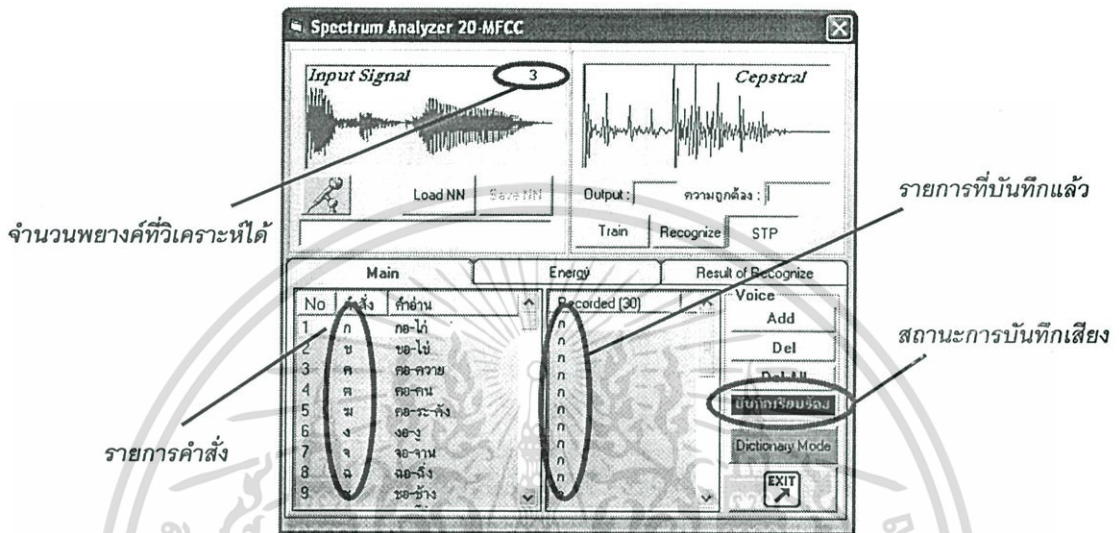 Spectrum Analyzer 20-MFCC
Input Signal 3
Cepstral
Load NN Save NN
Output : ความถูกต้อง :
Train Recognize STP
จำนวนพยางค์ที่วิเคราะห์ได้
รายการที่บันทึกแล้ว
Main Energy Result of Recognize
No คำสั่ง คำอ่าน
1 ก กอ-ไก่
2 ข ขอ-ไข่
3 ค คอ-ควาย
4 ฅ คอ-คน
5 ฆ คอ-ระ-คัง
6 ง งอ-งู
7 จ จอ-จาน
8 ฉ ฉอ-ฉิ่ง
9 ช ชอ-ช้าง
Recorded (30)
ก
ก
ก
ก
ก
ก
ก
ก
ก
ก
Voice
Add
Del
Del All
บันทึกเรียบร้อย
Dictionary Mode
EXIT
สถานะการบันทึกเสียง
รายการคำสั่ง